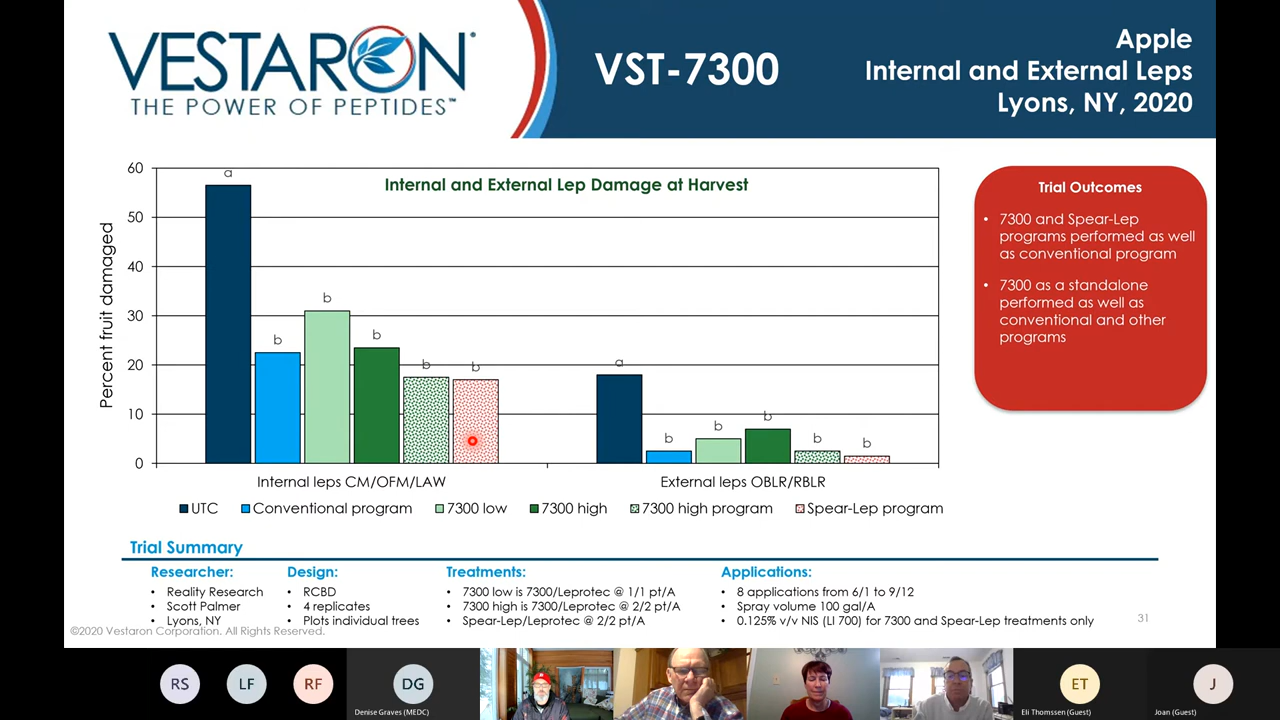 VESTARON
THE POWER OF PEPTIDES™
VST-7300
Apple
Internal and External Leps
Lyons, NY, 2020
Internal and External Lep Damage at Harvest
Percent fruit damaged
60
50
40
30
20
10
0
a
b
b
b
b
b
a
b
b
b
b
b
Internal leps CM/OFM/LAW
External leps OBLR/RBLR
UTC Conventional program 7300 low 7300 high 7300 high program Spear-Lep program
Trial Outcomes
• 7300 and Spear-Lep
programs performed as well
as conventional program
• 7300 as a standalone
performed as well as
conventional and other
programs
Trial Summary
Researcher:
• Reality Research
• Scott Palmer
• Lyons, NY
Design:
• RCBD
• 4 replicates
• Plots individual trees
Treatments:
• 7300 low is 7300/Leprotec @ 1/1 pt/A
• 7300 high is 7300/Leprotec @ 2/2 pt/A
• Spear-Lep/Leprotec @ 2/2 pt/A
Applications:
• 8 applications from 6/1 to 9/12
• Spray volume 100 gal/A
• 0.125% v/v NIS (LI 700) for 7300 and Spear-Lep treatments only
©2020 Vestaron Corporation. All Rights Reserved.
31
RS
LF
RF
DG
Denise Graves (MEDC)
ET
Eli Thomssen (Guest)
J
Joan (Guest)